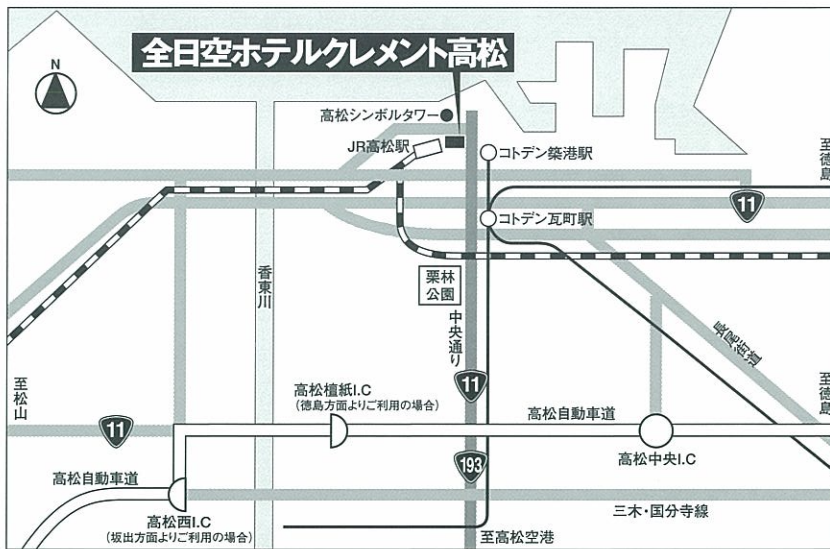 全日空ホテルクレメント高松
N
高松シンボルタワー
JR高松駅
コトデン築港駅
至徳島
11
コトデン瓦町駅
香東川
栗林
公園
中央通り
長尾街道
至松山
高松檀紙I.C
(徳島方面よりご利用の場合)
11
至徳島
11
高松自動車道
高松中央I.C
193
高松自動車道
高松西I.C
(坂出方面よりご利用の場合)
三木・国分寺線
至高松空港